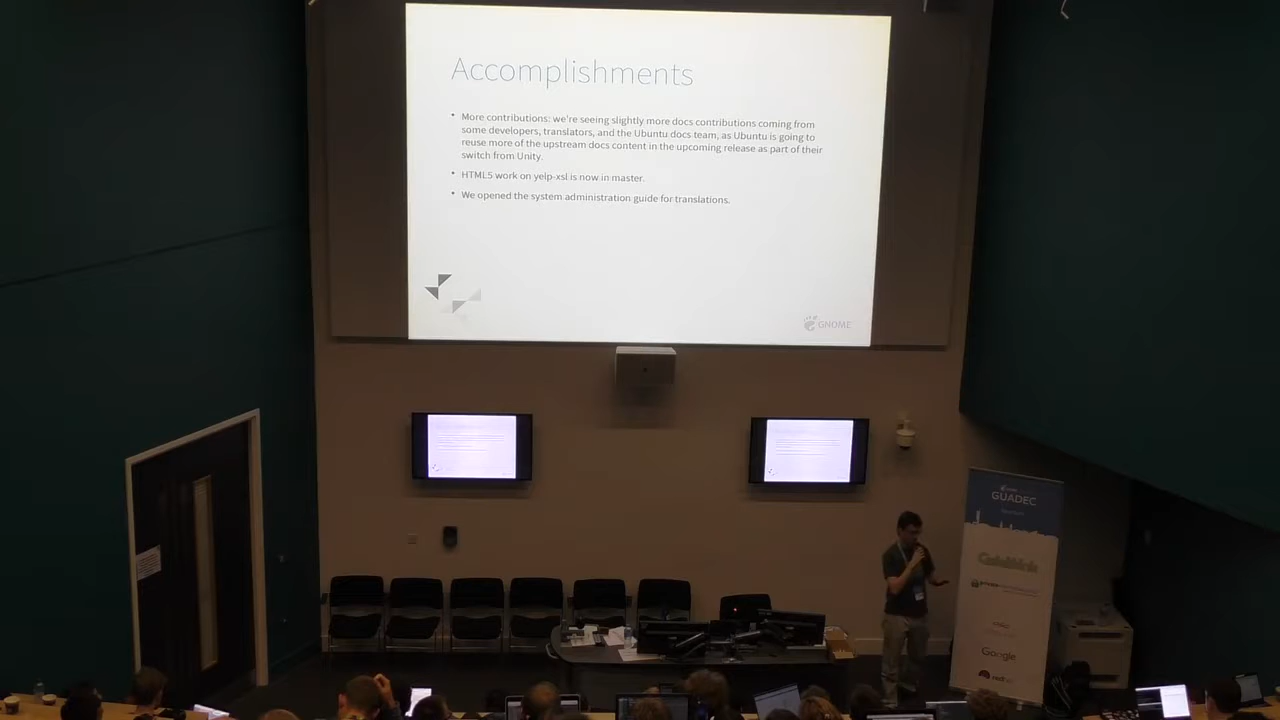 Accomplishments
• More contributions: we're seeing slightly more docs contributions coming from
some developers, translators, and the Ubuntu docs team, as Ubuntu is going to
reuse more of the upstream docs content in the upcoming release as part of their
switch from Unity.
• HTML5 work on yelp-xsl is now in master.
• We opened the system administration guide for translations.
GNOME
GUADEC
Google